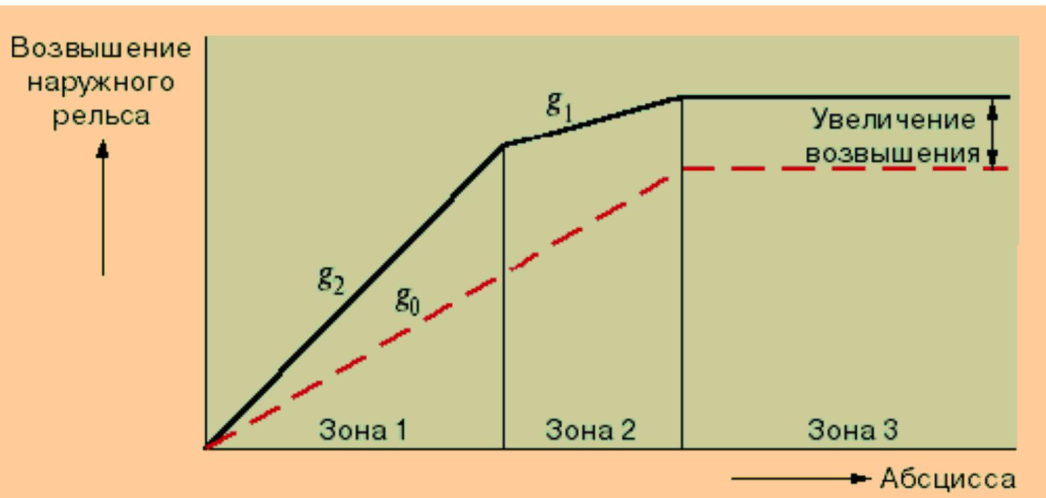 Возвышение
наружного
рельса
g₁
Увеличение
возвышения
g₂
g₀
Зона 1
Зона 2
Зона 3
Абсцисса